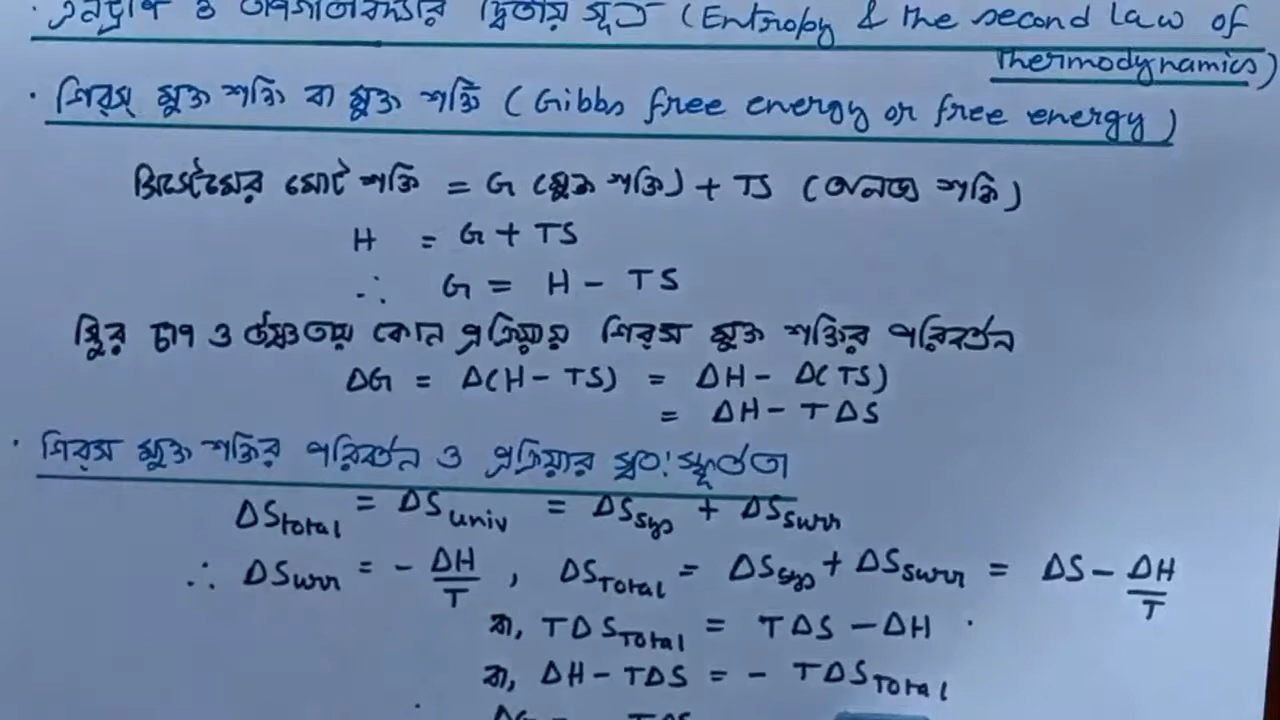 এনট্রপি ও তাপগতিবিদ্যার দ্বিতীয় সূত্র (Entropy & the second law of
thermodynamics)
· গিবস্ মুক্ত শক্তি বা মুক্ত শক্তি (Gibbs free energy or free energy)
সিস্টেমের মোট শক্তি = G (মুক্ত শক্তি) + TS (অলভ্য শক্তি)
H = G + TS
∴ G = H - TS
স্থির চাপ ও উষ্ণতায় কোন প্রক্রিয়ায় গিবস মুক্ত শক্তির পরিবর্তন
ΔG = Δ(H - TS) = ΔH - Δ(TS)
= ΔH - TΔS
· গিবস মুক্ত শক্তির পরিবর্তন ও প্রক্রিয়ার স্বতঃস্ফূর্ততা
ΔS_Total = ΔS_univ = ΔS_sys + ΔS_surr
∴ ΔS_surr = - ΔH/T , ΔS_Total = ΔS_sys + ΔS_surr = ΔS - ΔH/T
বা, TΔS_Total = TΔS - ΔH .
বা, ΔH - TΔS = - TΔS_Total